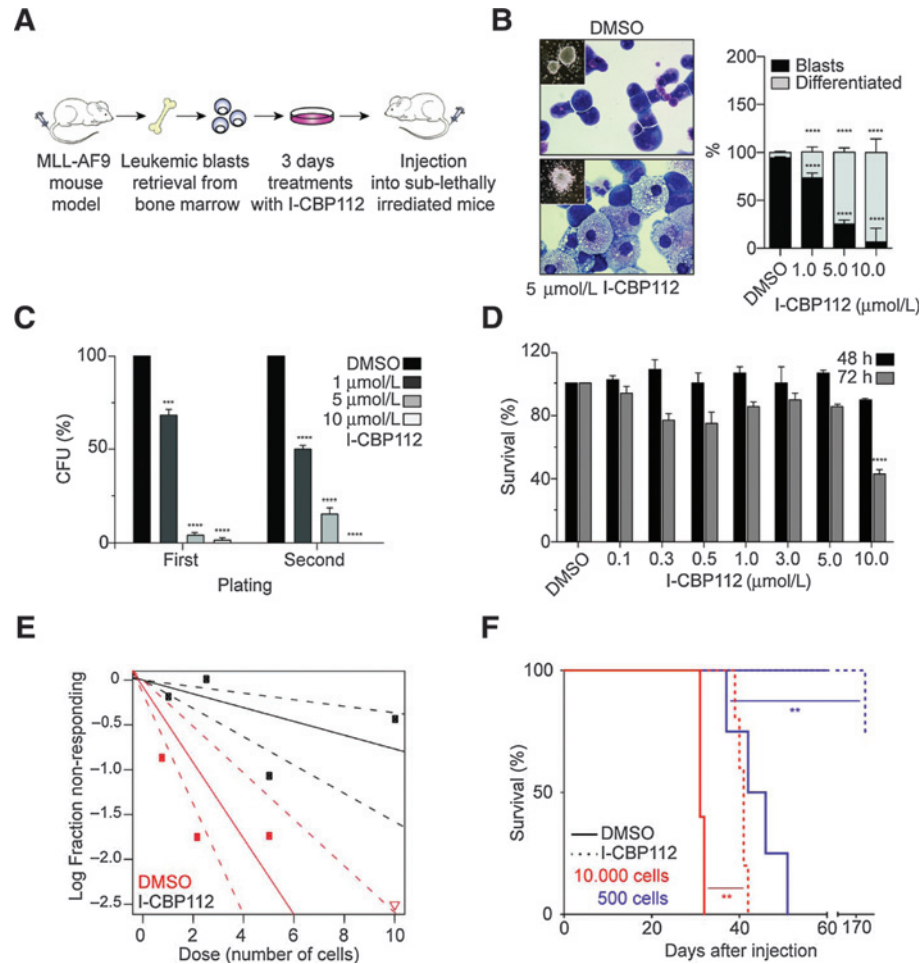 A
MLL-AF9
mouse
model
Leukemic blasts
retrieval from
bone marrow
3 days
treatments
with I-CBP112
Injection
into sub-lethally
irrediated mice
B
DMSO
5 μmol/L I-CBP112
200
100
0
%
Blasts
Differentiated
**** **** ****
****
****
****
DMSO
1.0
5.0
10.0
I-CBP112 (μmol/L)
C
CFU (%)
100
50
0
DMSO
1 μmol/L
5 μmol/L
10 μmol/L
I-CBP112
***
****
****
****
****
****
First
Second
Plating
D
Survival (%)
120
80
40
0
48 h
72 h
****
DMSO
0.1
0.3
0.5
1.0
3.0
5.0
10.0
I-CBP112 (μmol/L)
E
Log Fraction non-responding
0
−0.5
−1.0
−1.5
−2.0
−2.5
DMSO
I-CBP112
0
2
4
6
8
10
Dose (number of cells)
F
Survival (%)
100
50
0
**
DMSO
I-CBP112
10.000 cells
500 cells
**
0
20
40
60
170
Days after injection